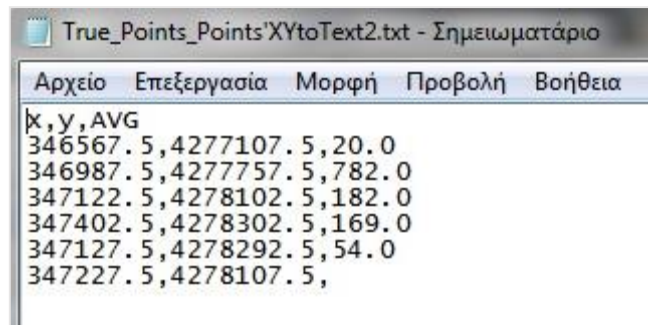 True_Points_Points'XYtoText2.txt - Σημειωματάριο
Αρχείο Επεξεργασία Μορφή Προβολή Βοήθεια
x,y,AVG
346567.5,4277107.5,20.0
346987.5,4277757.5,782.0
347122.5,4278102.5,182.0
347402.5,4278302.5,169.0
347127.5,4278292.5,54.0
347227.5,4278107.5,